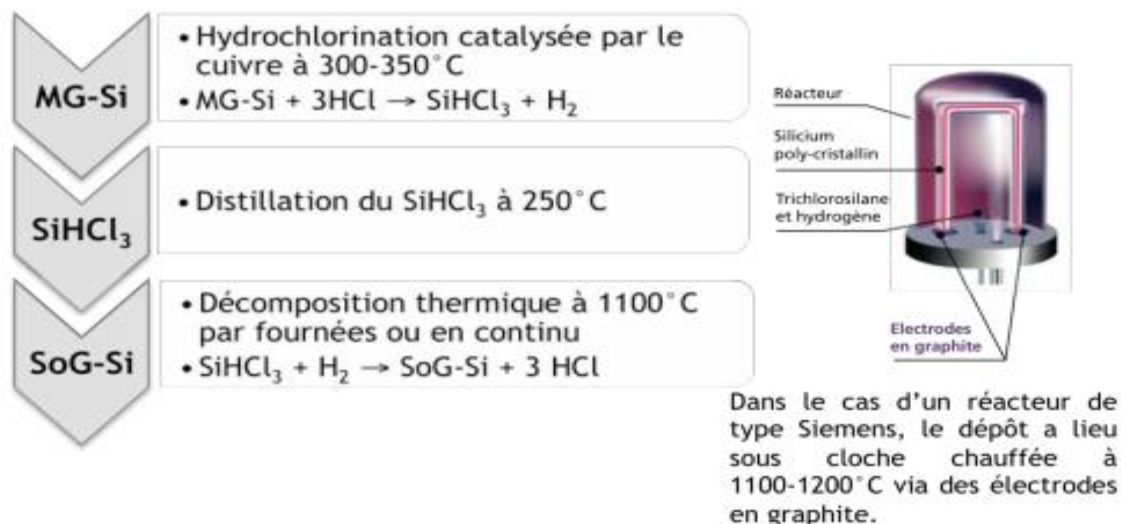 MG-Si
• Hydrochlorination catalysée par le
cuivre à 300-350°C
• MG-Si + 3HCl → SiHCl₃ + H₂
SiHCl₃
• Distillation du SiHCl₃ à 250°C
SoG-Si
• Décomposition thermique à 1100°C
par fournées ou en continu
• SiHCl₃ + H₂ → SoG-Si + 3 HCl
Réacteur
Silicium
poly-cristallin
Trichlorosilane
et hydrogène
Electrodes
en graphite
Dans le cas d'un réacteur de
type Siemens, le dépôt a lieu
sous cloche chauffée à
1100-1200°C via des électrodes
en graphite.